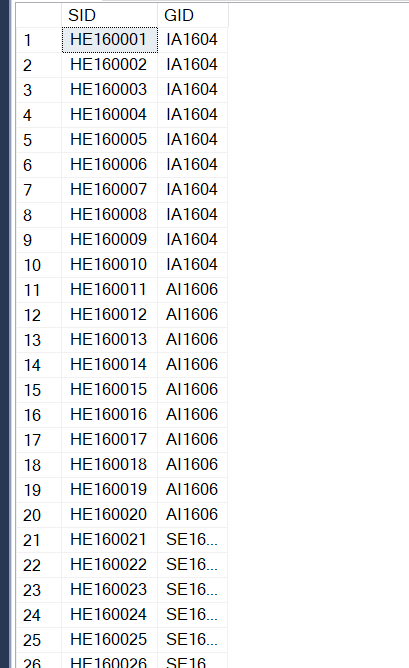 SID GID
1 HE160001 IA1604
2 HE160002 IA1604
3 HE160003 IA1604
4 HE160004 IA1604
5 HE160005 IA1604
6 HE160006 IA1604
7 HE160007 IA1604
8 HE160008 IA1604
9 HE160009 IA1604
10 HE160010 IA1604
11 HE160011 AI1606
12 HE160012 AI1606
13 HE160013 AI1606
14 HE160014 AI1606
15 HE160015 AI1606
16 HE160016 AI1606
17 HE160017 AI1606
18 HE160018 AI1606
19 HE160019 AI1606
20 HE160020 AI1606
21 HE160021 SE16...
22 HE160022 SE16...
23 HE160023 SE16...
24 HE160024 SE16...
25 HE160025 SE16...
26 HE160026 SE16...